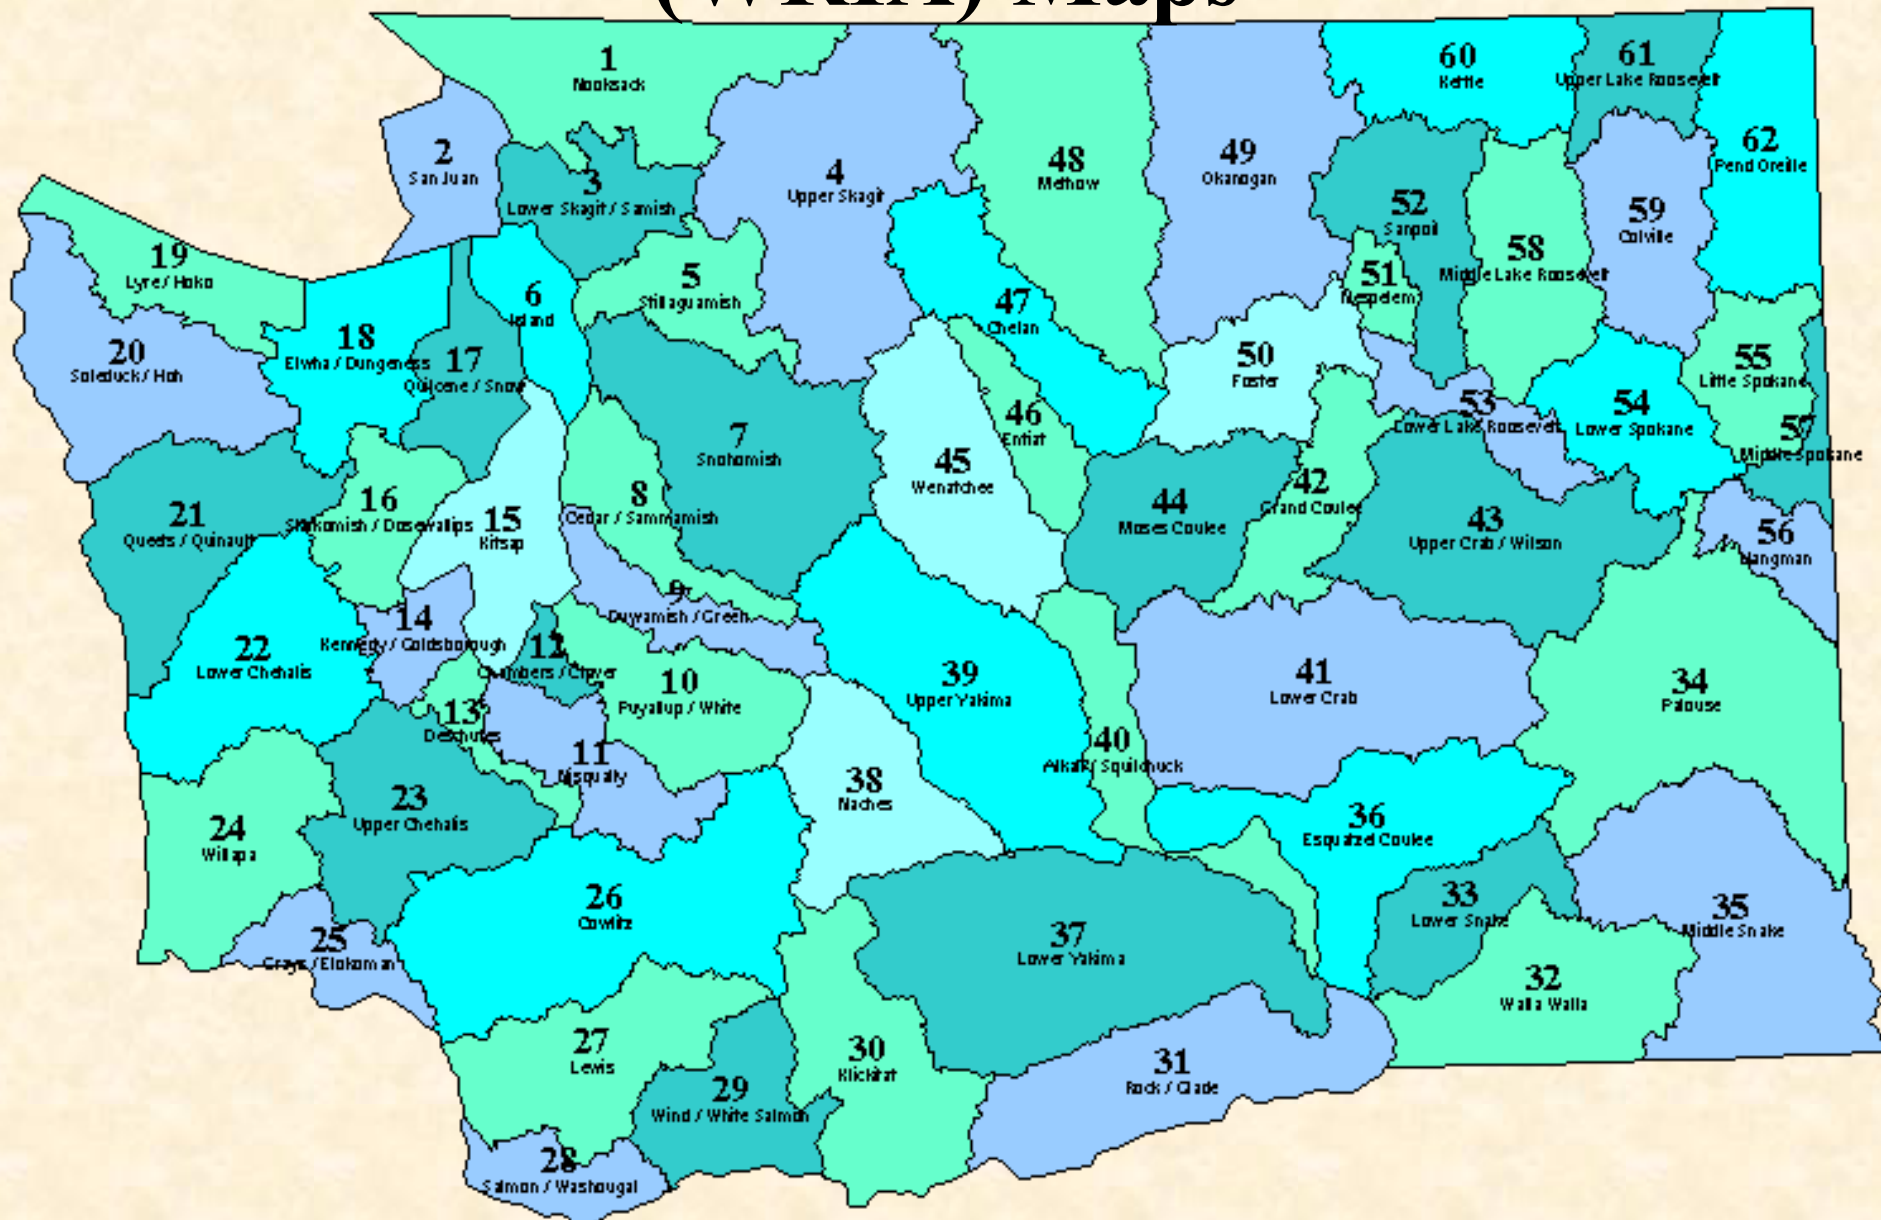 (WRIA) Maps
1
Nooksack
2
San Juan
3
Lower Skagit / Samish
4
Upper Skagit
5
Stillaguamish
6
Island
7
Snohomish
8
Cedar / Sammamish
9
Duwamish / Green
10
Puyallup / White
11
Nisqually
12
Chambers / Clover
13
Deschutes
14
Kennedy / Goldsborough
15
Kitsap
16
Skokomish / Dosewallips
17
Quilcene / Snow
18
Elwha / Dungeness
19
Lyre / Hoko
20
Soleduck / Hoh
21
Queets / Quinault
22
Lower Chehalis
23
Upper Chehalis
24
Willapa
25
Grays / Elokoman
26
Cowlitz
27
Lewis
28
Salmon / Washougal
29
Wind / White Salmon
30
Klickitat
31
Rock / Glade
32
Walla Walla
33
Lower Snake
34
Palouse
35
Middle Snake
36
Esquatzel Coulee
37
Lower Yakima
38
Naches
39
Upper Yakima
40
Alkali / Squilchuck
41
Lower Crab
42
Grand Coulee
43
Upper Crab / Wilson
44
Moses Coulee
45
Wenatchee
46
Entiat
47
Chelan
48
Methow
49
Okanogan
50
Foster
51
Nespelem
52
Sanpoil
53
Lower Lake Roosevelt
54
Lower Spokane
55
Little Spokane
56
Hangman
57
Middle Spokane
58
Middle Lake Roosevelt
59
Colville
60
Kettle
61
Upper Lake Roosevelt
62
Pend Oreille